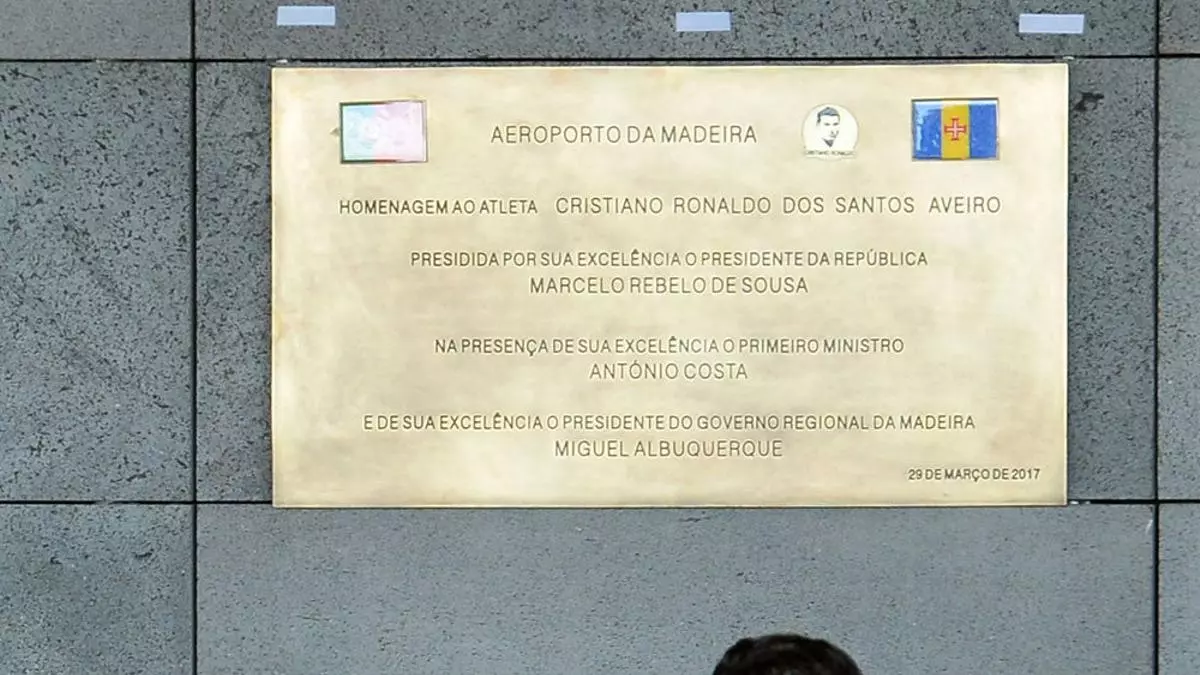 AEROPORTO DA MADEIRA
CRISTIANO RONALDO
HOMENAGEM AO ATLETA CRISTIANO RONALDO DOS SANTOS AVEIRO
PRESIDIDA POR SUA EXCELÊNCIA O PRESIDENTE DA REPÚBLICA
MARCELO REBELO DE SOUSA
NA PRESENÇA DE SUA EXCELÊNCIA O PRIMEIRO MINISTRO
ANTÓNIO COSTA
E DE SUA EXCELÊNCIA O PRESIDENTE DO GOVERNO REGIONAL DA MADEIRA
MIGUEL ALBUQUERQUE
29 DE MARÇO DE 2017